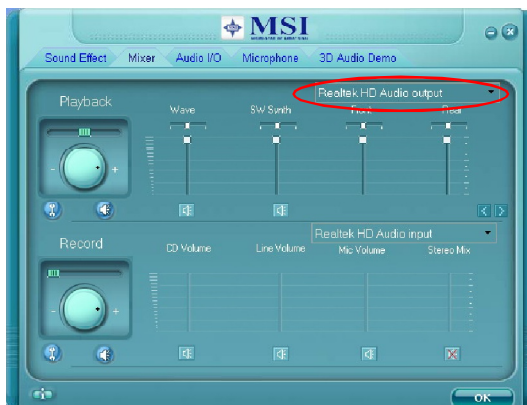 MSI
Sound Effect Mixer Audio I/O Microphone 3D Audio Demo
Realtek HD Audio output
Playback
Wave SW Synth Front Rear
- +
Realtek HD Audio input
Record
CD Volume Line Volume Mic Volume Stereo Mix
- +
OK